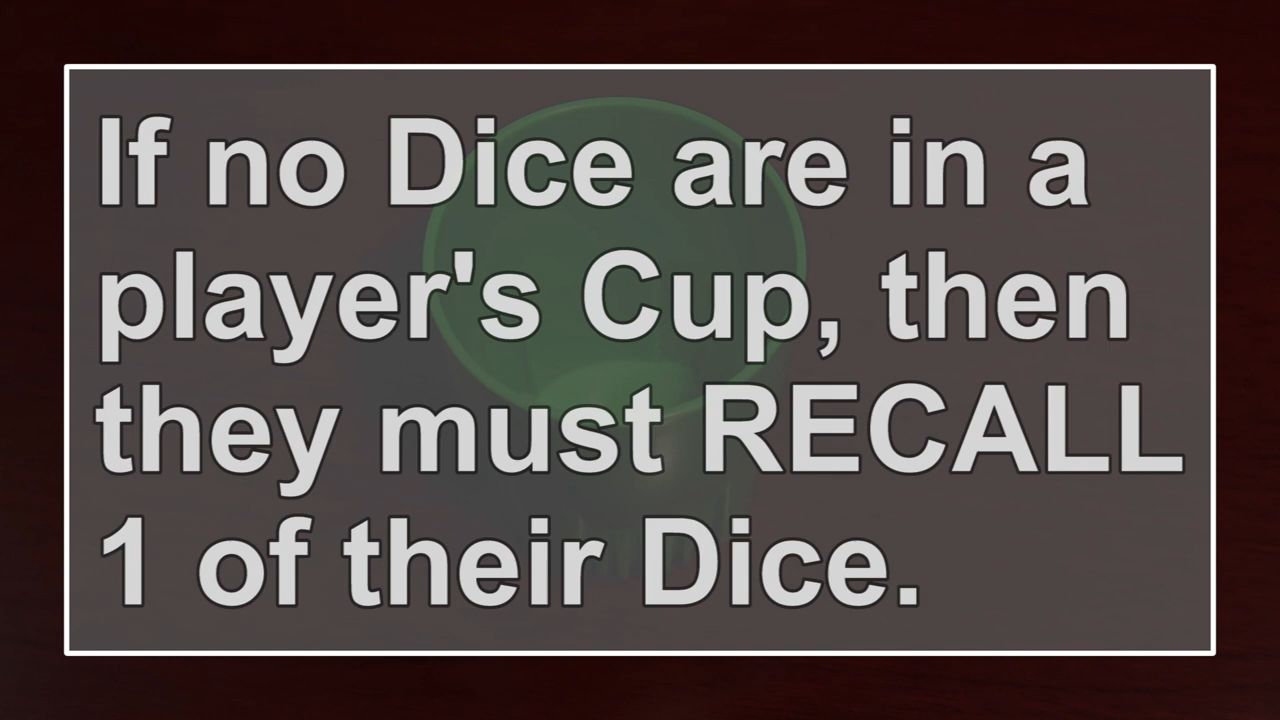 If no Dice are in a
player's Cup, then
they must RECALL
1 of their Dice.